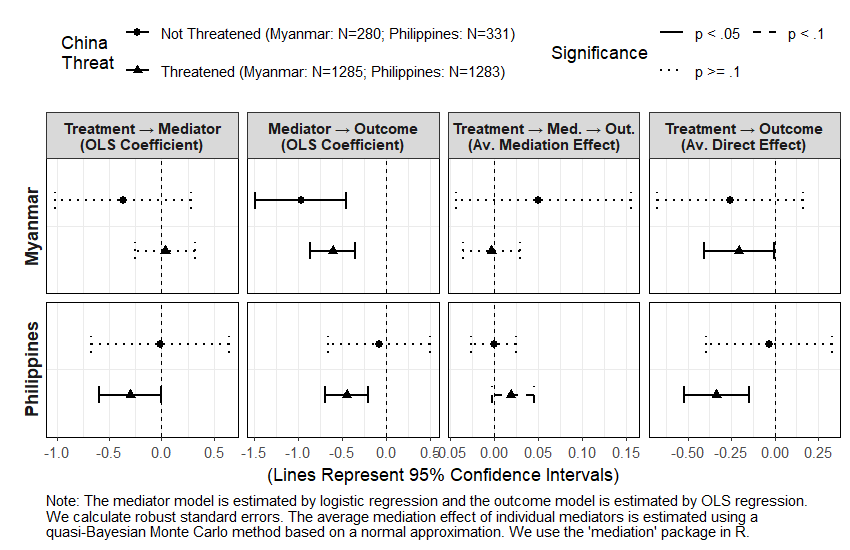 China
Threat
Not Threatened (Myanmar: N=280; Philippines: N=331)
Threatened (Myanmar: N=1285; Philippines: N=1283)
Significance
p < .05
p < .1
p >= .1
Treatment → Mediator
(OLS Coefficient)
Mediator → Outcome
(OLS Coefficient)
Treatment → Med. → Out.
(Av. Mediation Effect)
Treatment → Outcome
(Av. Direct Effect)
Myanmar
Philippines
-1.0 -0.5 0.0 0.5
-1.5 -1.0 -0.5 0.0
0.00 0.05 0.10 0.15
-0.50 -0.25 0.00 0.25
(Lines Represent 95% Confidence Intervals)
Note: The mediator model is estimated by logistic regression and the outcome model is estimated by OLS regression.
We calculate robust standard errors. The average mediation effect of individual mediators is estimated using a
quasi-Bayesian Monte Carlo method based on a normal approximation. We use the 'mediation' package in R.